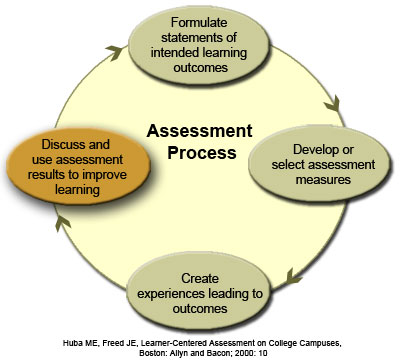 Formulate
statements of
intended learning
outcomes
Assessment
Process
Discuss and
use assessment
results to improve
learning
Develop or
select assessment
measures
Create
experiences leading to
outcomes
Huba ME, Freed JE, Learner-Centered Assessment on College Campuses,
Boston: Allyn and Bacon; 2000: 10